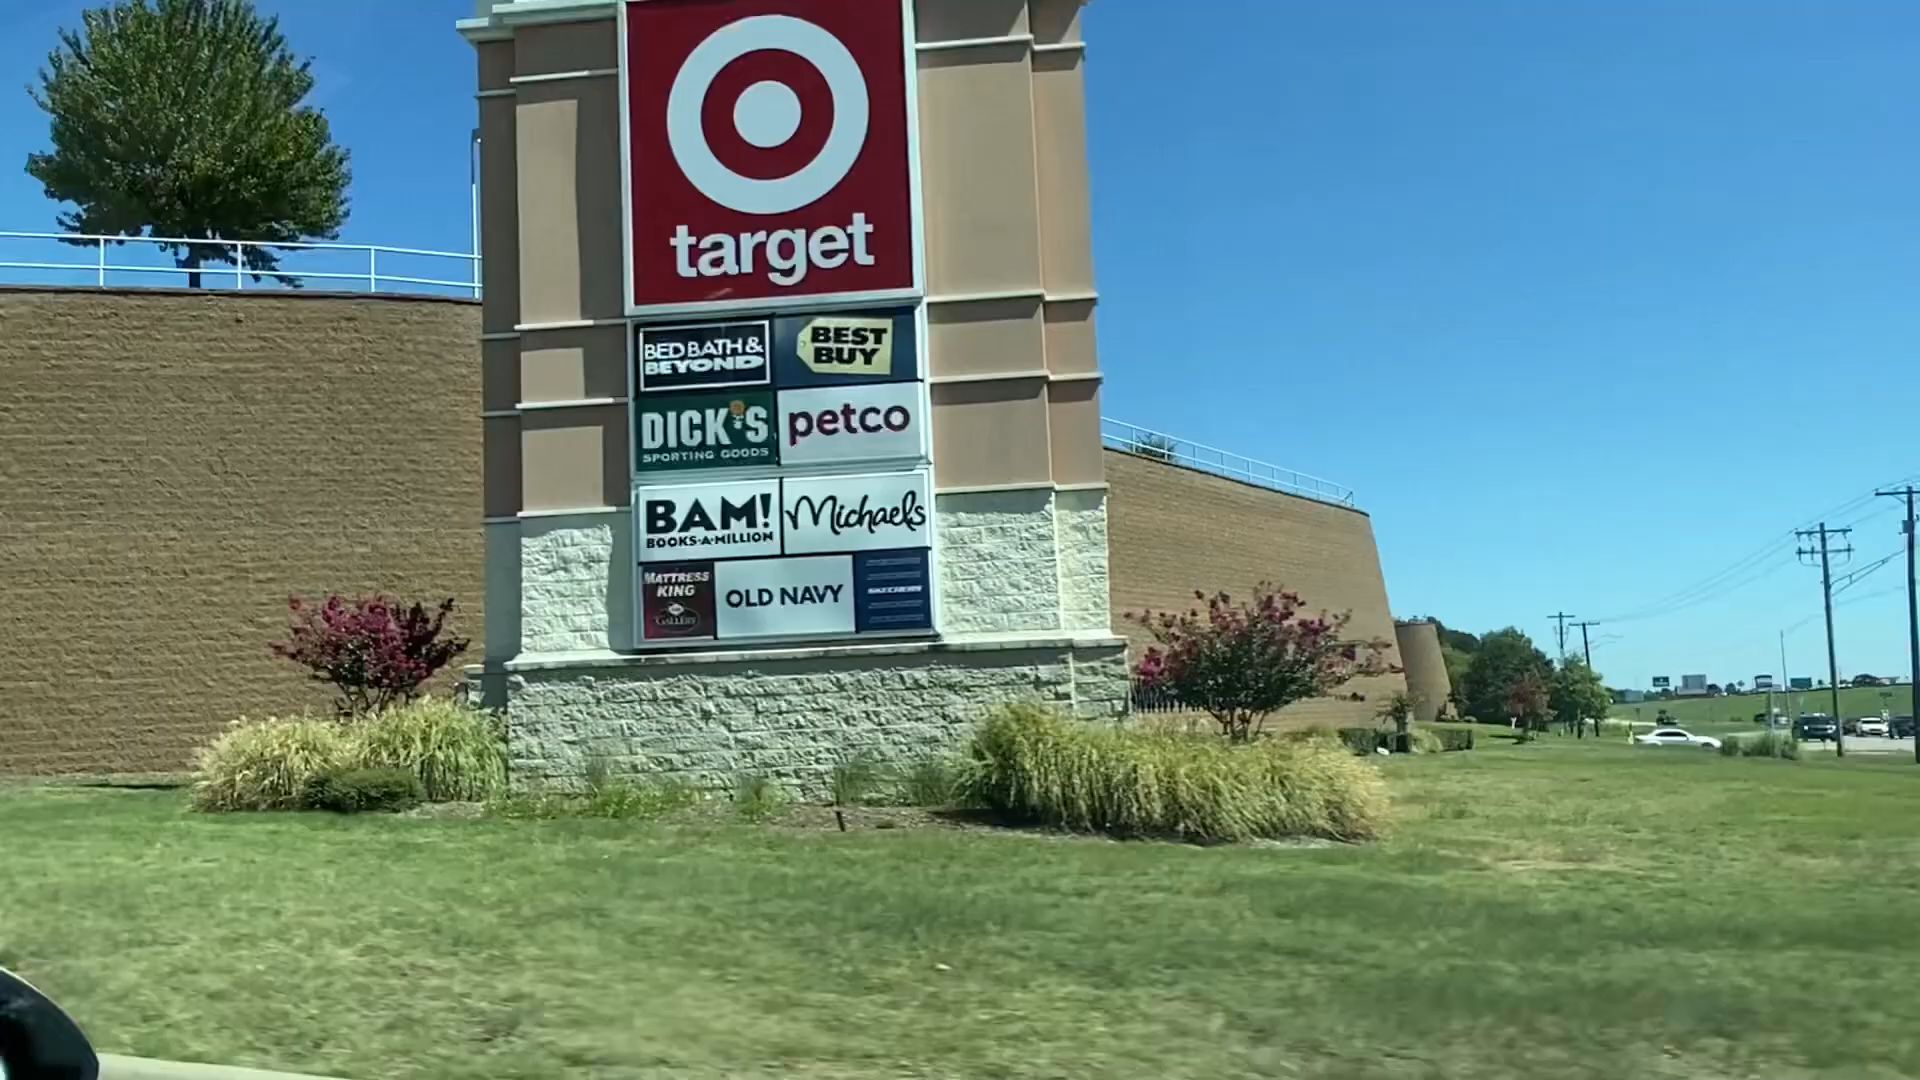 target
BED BATH &
BEYOND
BEST
BUY
DICK'S
SPORTING GOODS
petco
BAM!
BOOKS·A·MILLION
Michaels
MATTRESS
KING
GALLERY
OLD NAVY
SKECHERS